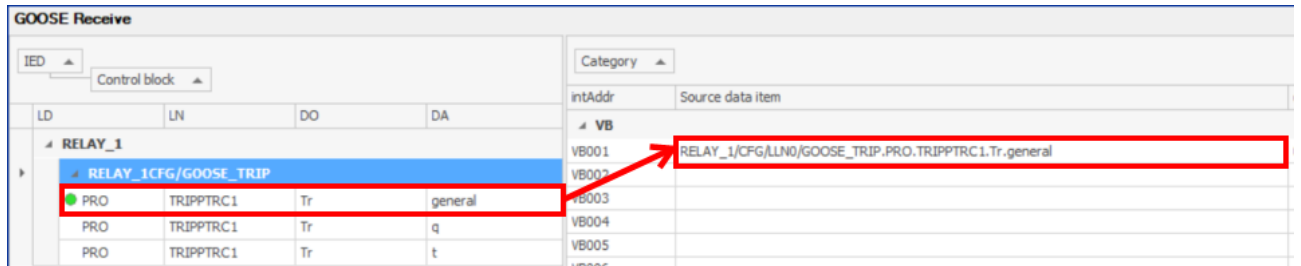 GOOSE Receive
IED
Control block
Category
intAddr Source data item
LD LN DO DA
VB
RELAY_1
VB001 RELAY_1/CFG/LLN0/GOOSE_TRIP.PRO.TRIPPTRC1.Tr.general
RELAY_1CFG/GOOSE_TRIP
VB002
PRO TRIPPTRC1 Tr general
VB003
PRO TRIPPTRC1 Tr q
VB004
PRO TRIPPTRC1 Tr t
VB005